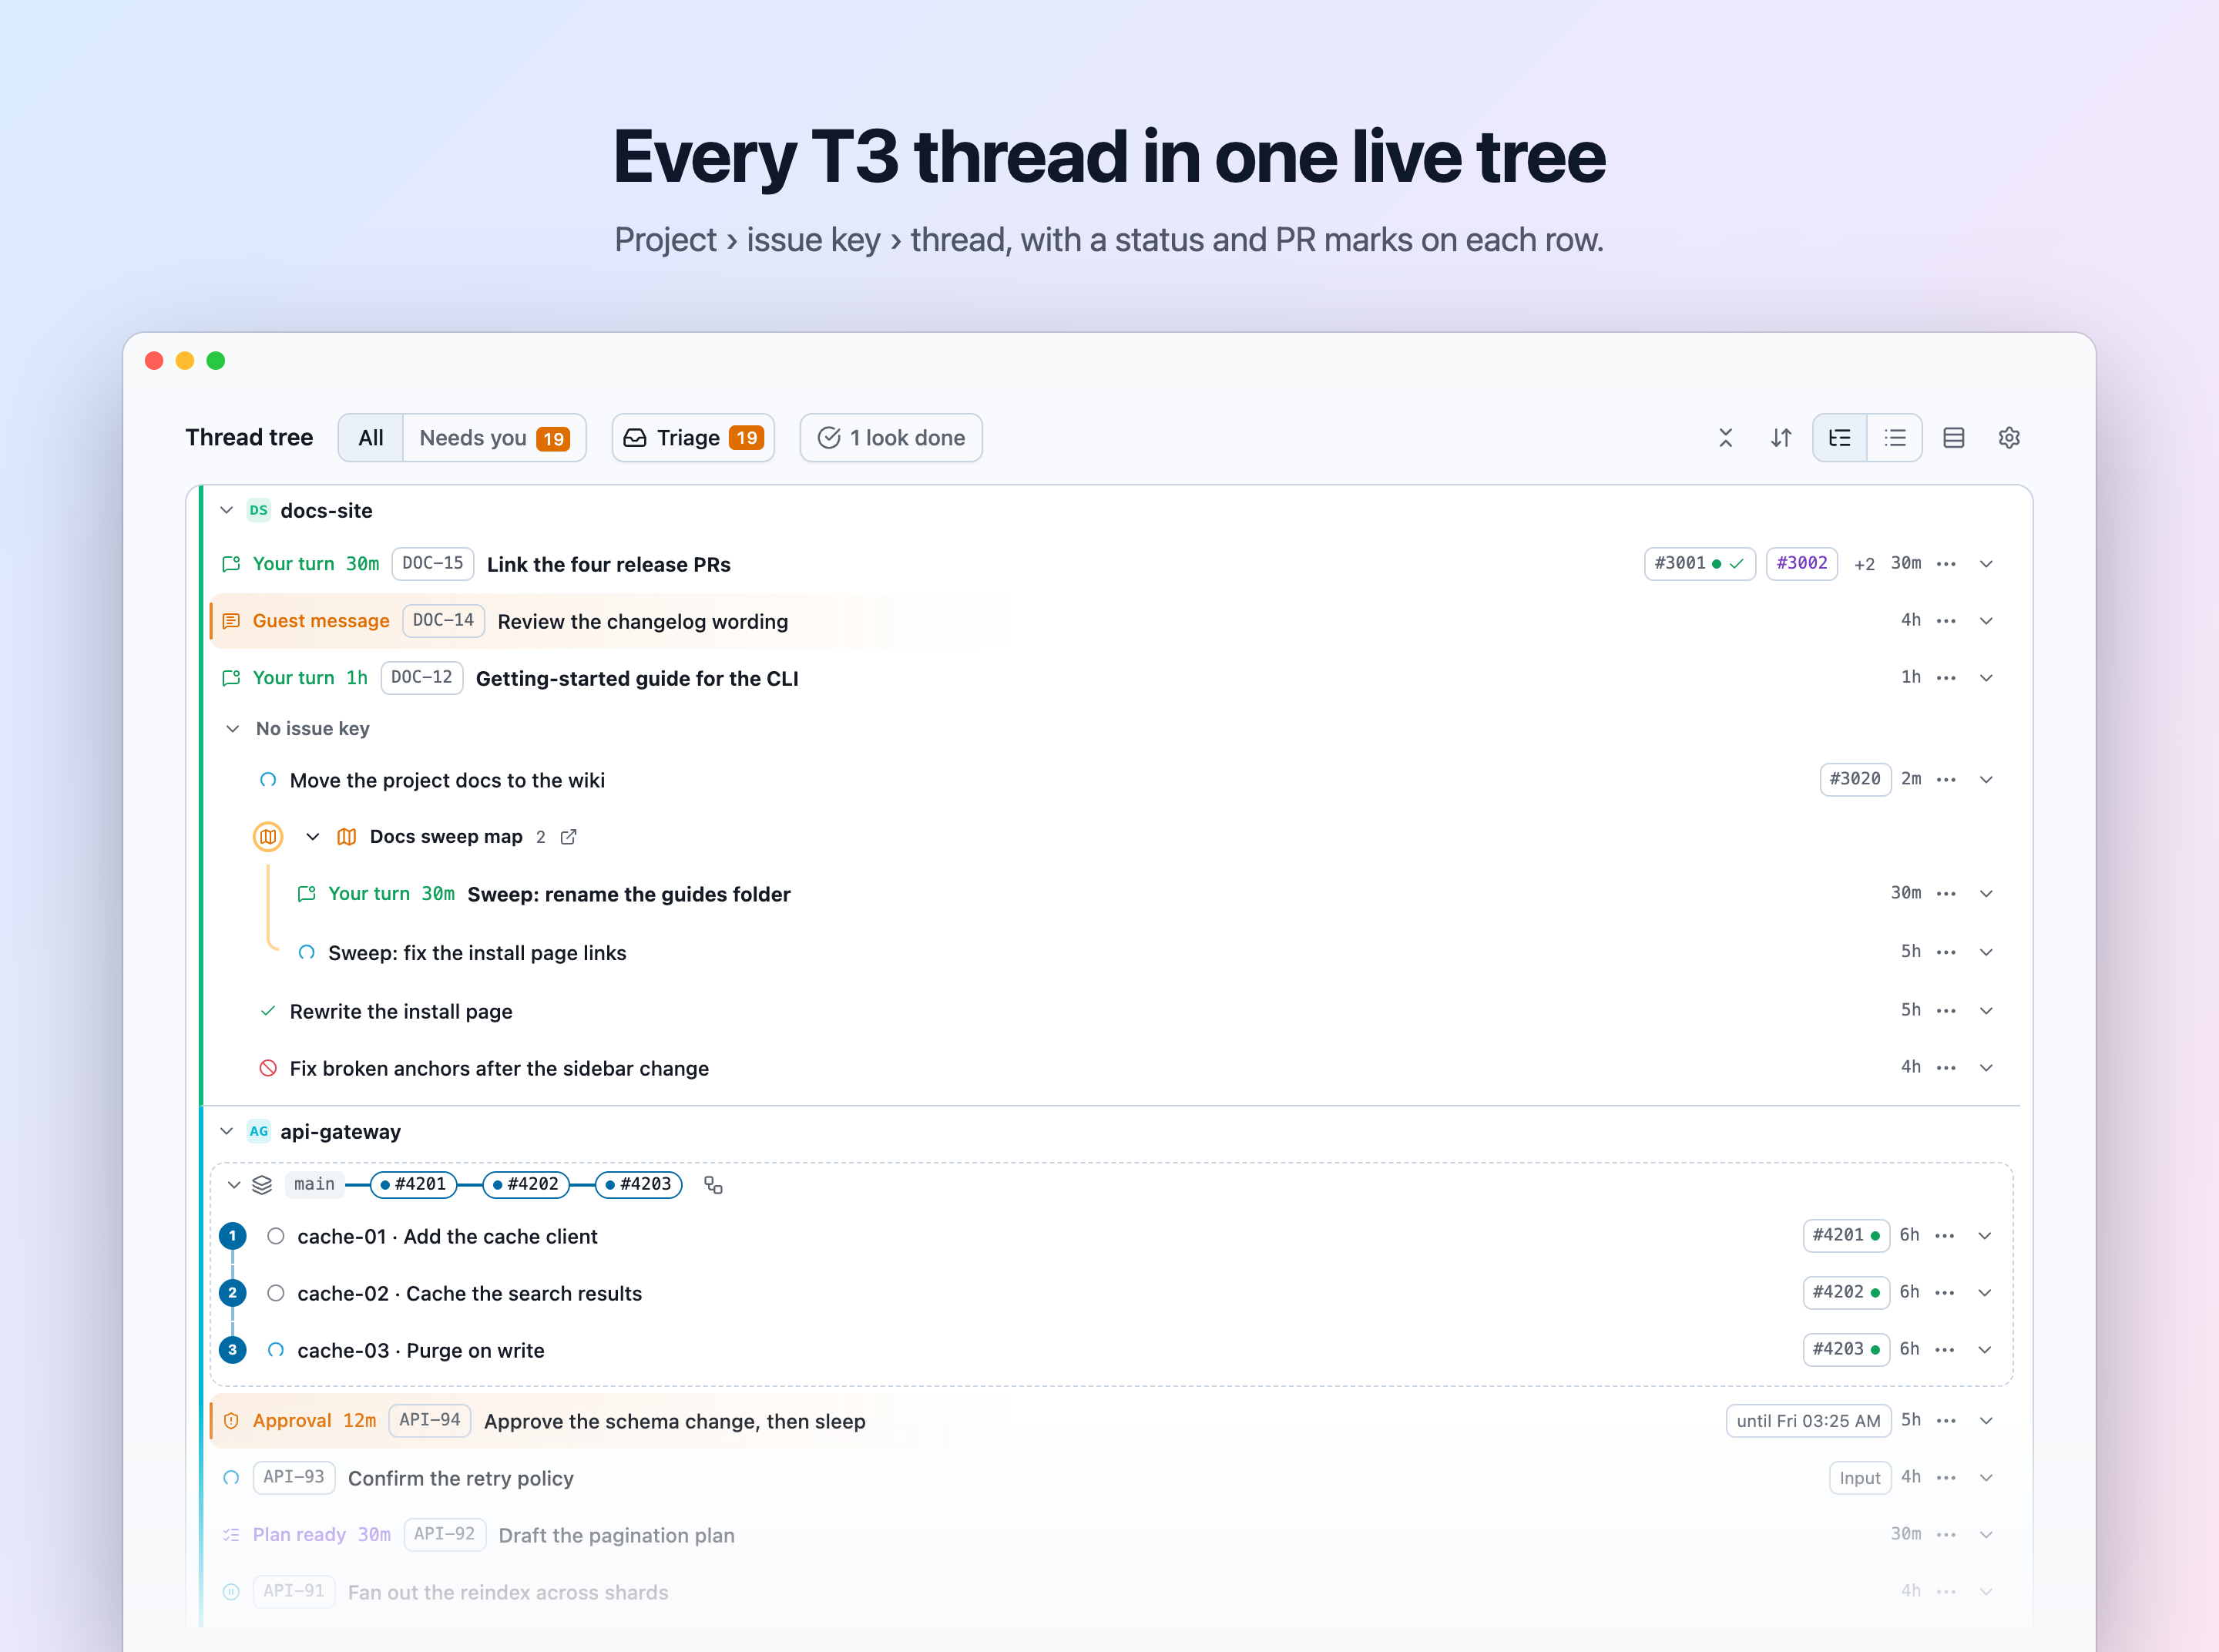 Every T3 thread in one live tree
Project › issue key › thread, with a status and PR marks on each row.
Thread tree All Needs you 19 Triage 19 1 look done
DS docs-site
Your turn 30m DOC-15 Link the four release PRs #3001 #3002 +2 30m
Guest message DOC-14 Review the changelog wording 4h
Your turn 1h DOC-12 Getting-started guide for the CLI 1h
No issue key
Move the project docs to the wiki #3020 2m
Docs sweep map 2
Your turn 30m Sweep: rename the guides folder 30m
Sweep: fix the install page links 5h
Rewrite the install page 5h
Fix broken anchors after the sidebar change 4h
AG api-gateway
main #4201 #4202 #4203
1 cache-01 · Add the cache client #4201 6h
2 cache-02 · Cache the search results #4202 6h
3 cache-03 · Purge on write #4203 6h
Approval 12m API-94 Approve the schema change, then sleep until Fri 03:25 AM 5h
API-93 Confirm the retry policy Input 4h
Plan ready 30m API-92 Draft the pagination plan 30m
API-91 Fan out the reindex across shards 4h